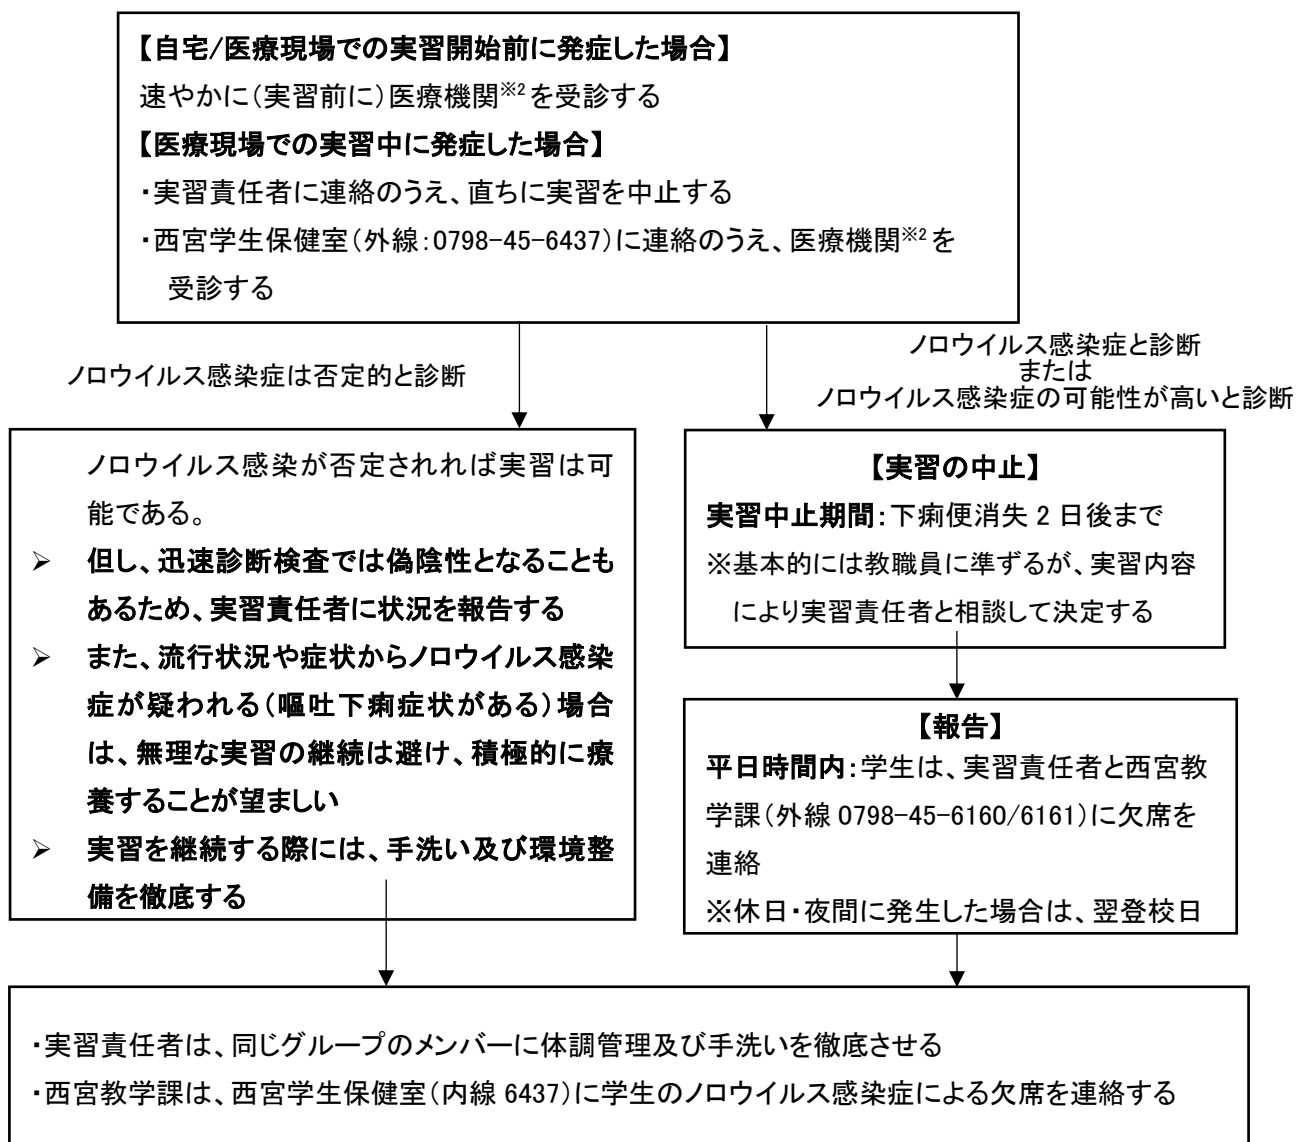 【自宅/医療現場での実習開始前に発症した場合】
速やかに(実習前に)医療機関※2を受診する
【医療現場での実習中に発症した場合】
・実習責任者に連絡のうえ、直ちに実習を中止する
・西宮学生保健室(外線:0798-45-6437)に連絡のうえ、医療機関※2を
受診する
ノロウイルス感染症は否定的と診断
ノロウイルス感染症と診断
または
ノロウイルス感染症の可能性が高いと診断
ノロウイルス感染が否定されれば実習は可
能である。
➢ 但し、迅速診断検査では偽陰性となることも
あるため、実習責任者に状況を報告する
➢ また、流行状況や症状からノロウイルス感染
症が疑われる(嘔吐下痢症状がある)場合
は、無理な実習の継続は避け、積極的に療
養することが望ましい
➢ 実習を継続する際には、手洗い及び環境整
備を徹底する
【実習の中止】
実習中止期間:下痢便消失 2 日後まで
※基本的には教職員に準ずるが、実習内容
により実習責任者と相談して決定する
【報告】
平日時間内:学生は、実習責任者と西宮教
学課(外線 0798-45-6160/6161)に欠席を
連絡
※休日・夜間に発生した場合は、翌登校日
・実習責任者は、同じグループのメンバーに体調管理及び手洗いを徹底させる
・西宮教学課は、西宮学生保健室(内線 6437)に学生のノロウイルス感染症による欠席を連絡する